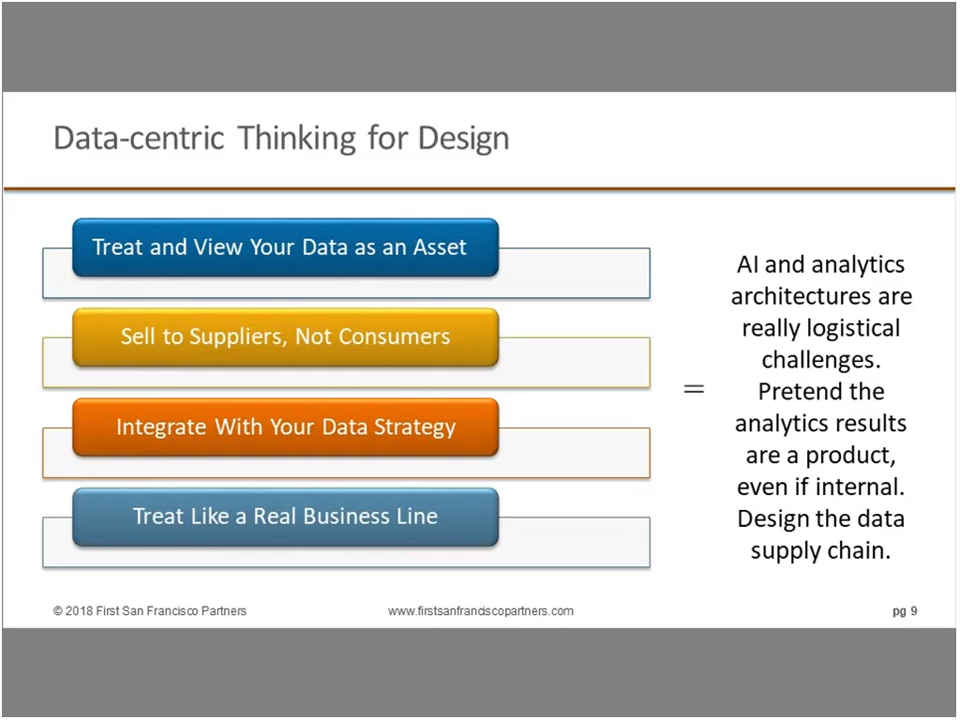 Data-centric Thinking for Design
Treat and View Your Data as an Asset
Sell to Suppliers, Not Consumers
Integrate With Your Data Strategy
Treat Like a Real Business Line
=
AI and analytics
architectures are
really logistical
challenges.
Pretend the
analytics results
are a product,
even if internal.
Design the data
supply chain.
© 2018 First San Francisco Partners
www.firstsanfranciscopartners.com
pg 9